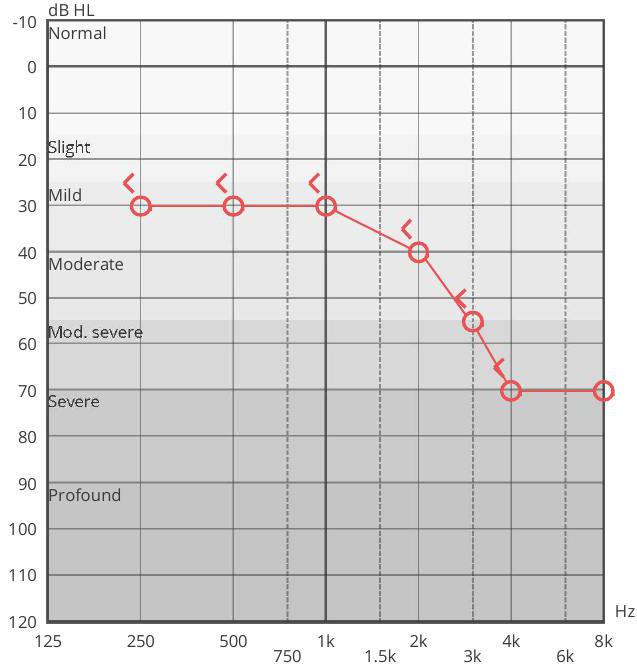 dB HL
-10
Normal
0
10
Slight
20
Mild
30
40
Moderate
50
Mod. severe
60
70
Severe
80
90
Profound
100
110
120
Hz
125 250 500 1k 2k 4k 8k
750 1.5k 3k 6k